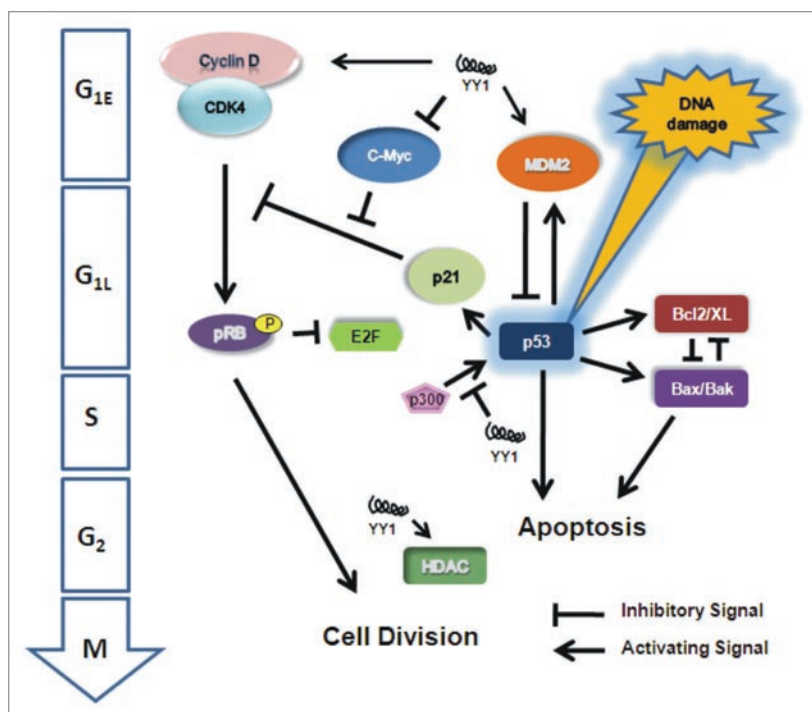 G1E
G1L
S
G2
M
Cyclin D
CDK4
YY1
C-Myc
MDM2
DNA
damage
p21
pRB
P
E2F
p53
Bcl2/XL
Bax/Bak
p300
YY1
YY1
HDAC
Apoptosis
Cell Division
Inhibitory Signal
Activating Signal